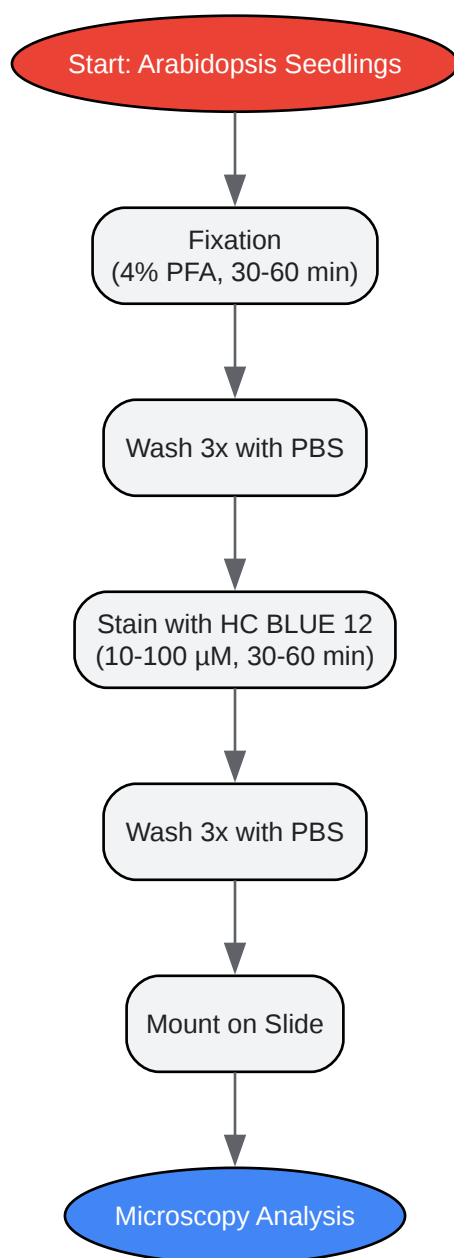 Start: Arabidopsis Seedlings
Fixation
(4% PFA, 30-60 min)
Wash 3x with PBS
Stain with HC BLUE 12
(10-100 µM, 30-60 min)
Wash 3x with PBS
Mount on Slide
Microscopy Analysis